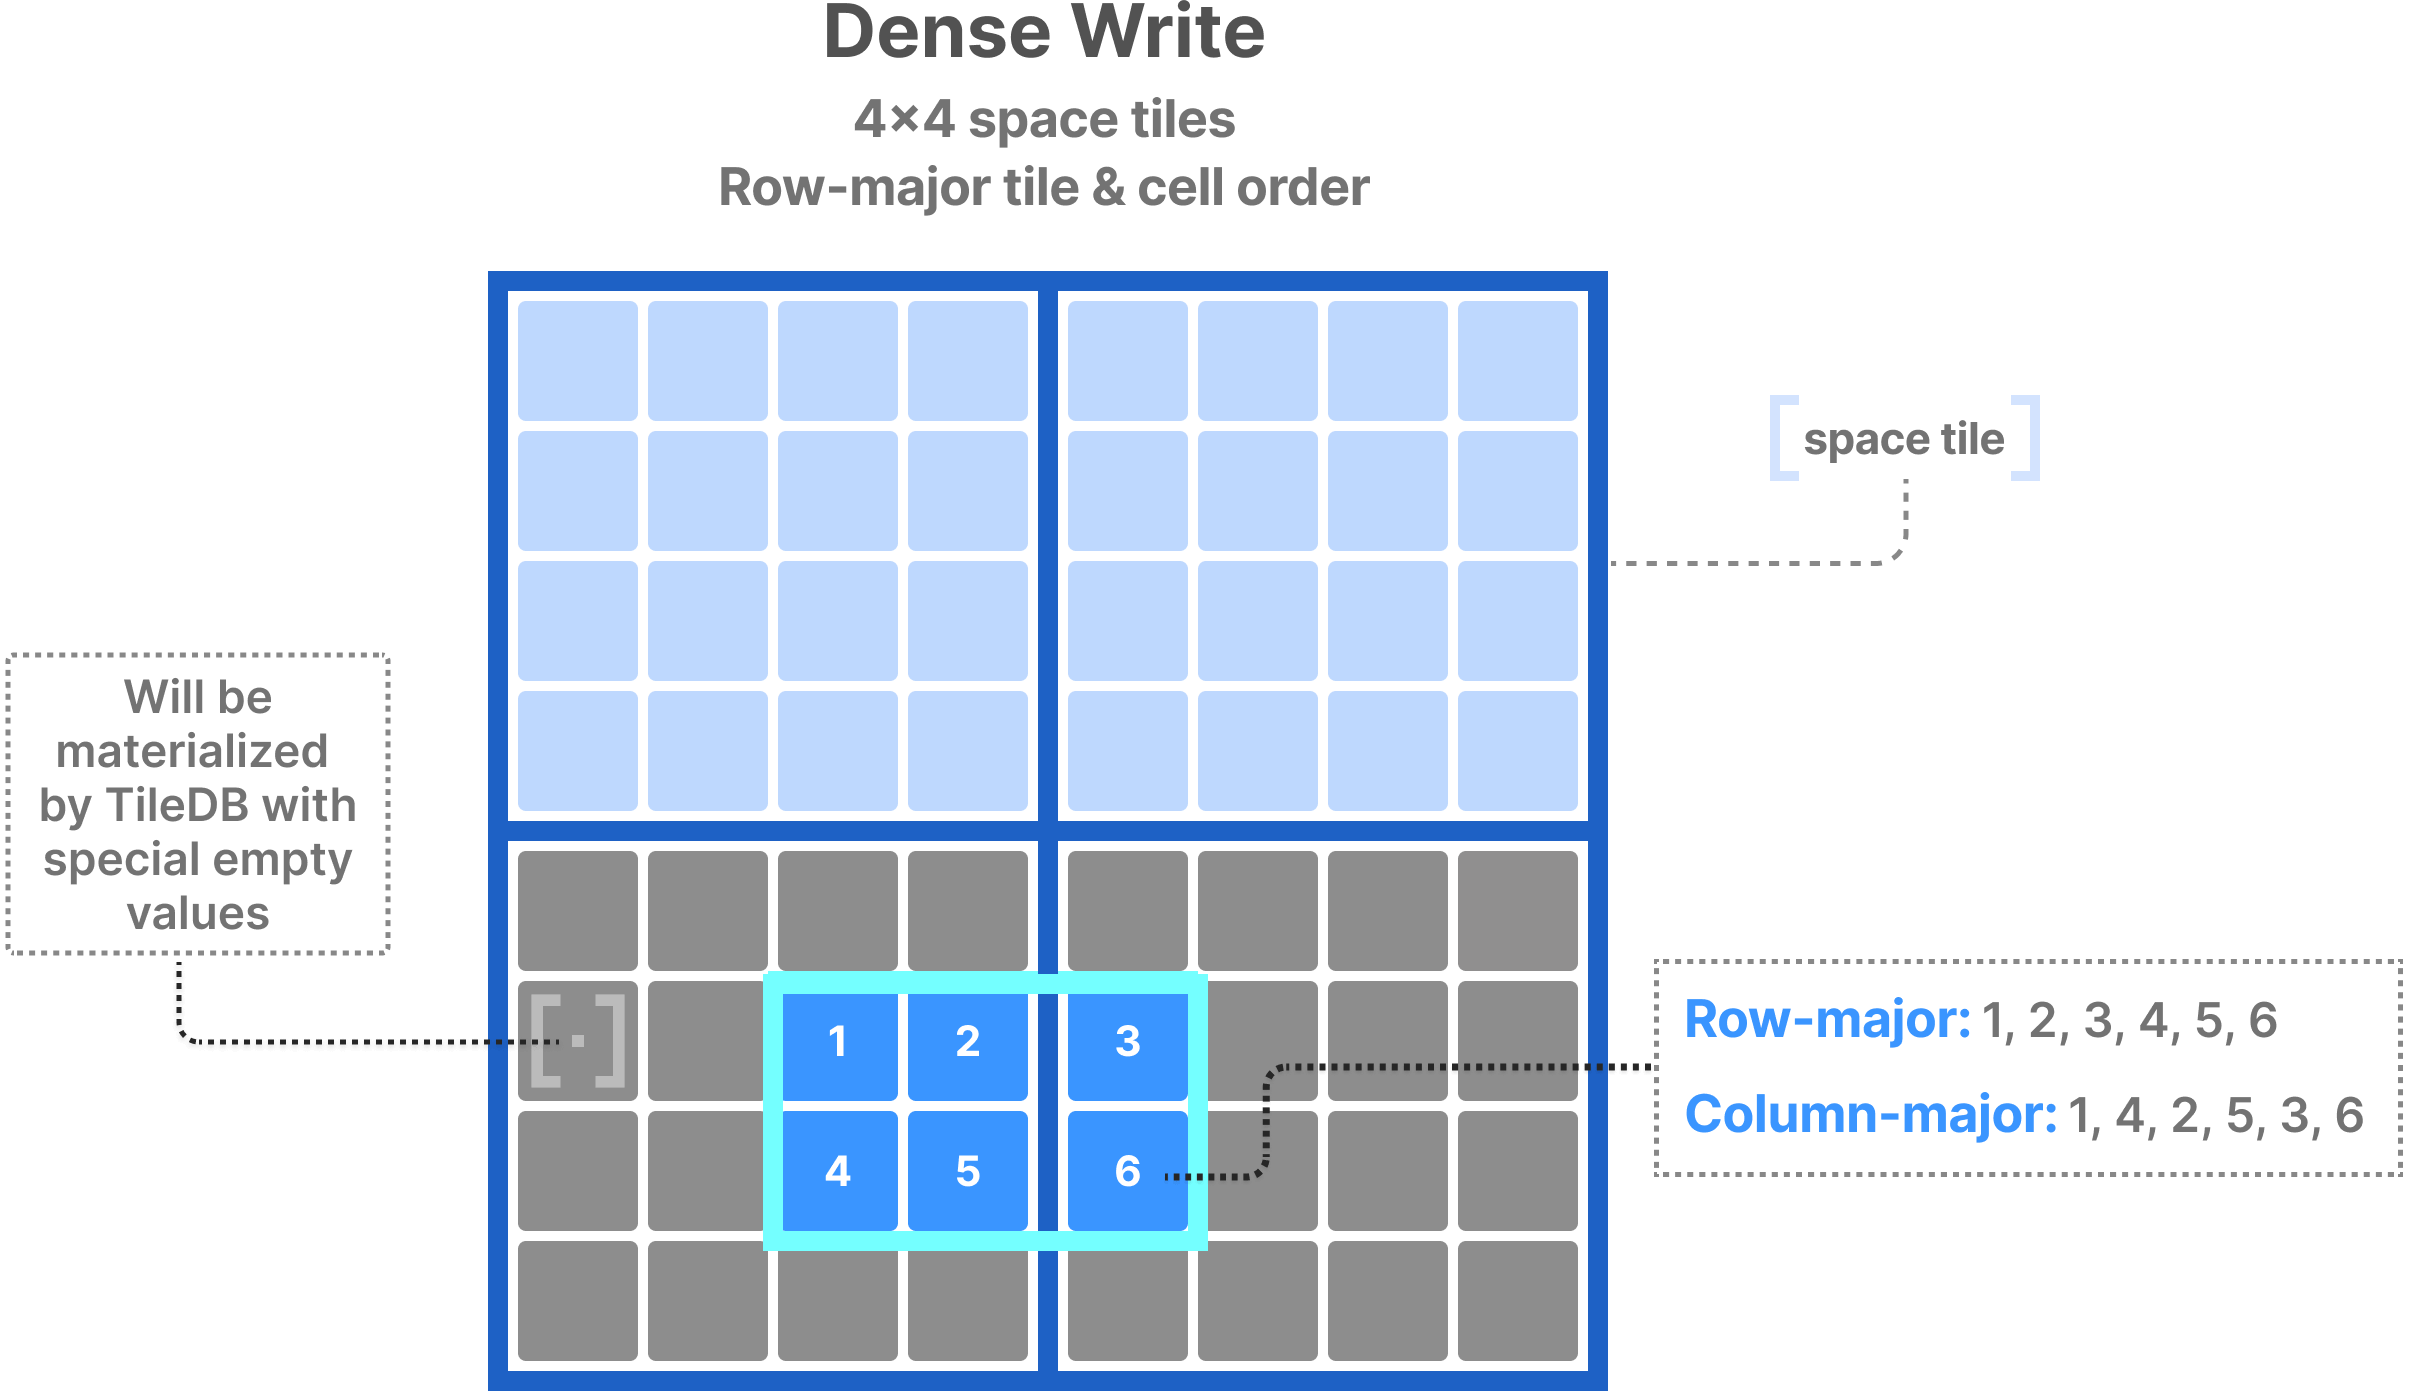 Dense Write
4×4 space tiles
Row-major tile & cell order
[ space tile ]
Will be
materialized
by TileDB with
special empty
values
[·]
1 2 3
4 5 6
Row-major: 1, 2, 3, 4, 5, 6
Column-major: 1, 4, 2, 5, 3, 6